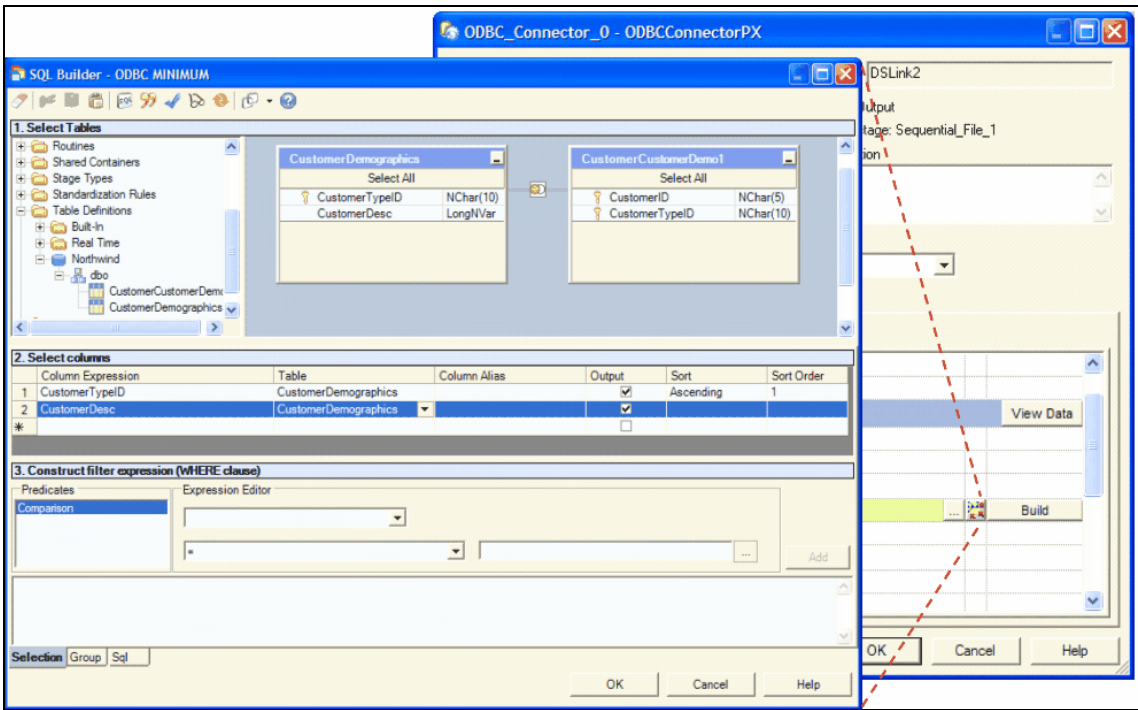 ODBC_Connector_0 - ODBCConnectorPX
DSLink2
utput
tage: Sequential_File_1
ion
View Data
... Build
OK Cancel Help
SQL Builder - ODBC MINIMUM
1. Select Tables
Routines
Shared Containers
Stage Types
Standardization Rules
Table Definitions
Built-In
Real Time
Northwind
dbo
CustomerCustomerDemo
CustomerDemographics
CustomerDemographics
Select All
CustomerTypeID NChar(10)
CustomerDesc LongNVar
CustomerCustomerDemo1
Select All
CustomerID NChar(5)
CustomerTypeID NChar(10)
2. Select columns
Column Expression Table Column Alias Output Sort Sort Order
1 CustomerTypeID CustomerDemographics Ascending 1
2 CustomerDesc CustomerDemographics
*
3. Construct filter expression (WHERE clause)
Predicates Expression Editor
Comparison
= ...
Add
Selection Group Sql
OK Cancel Help